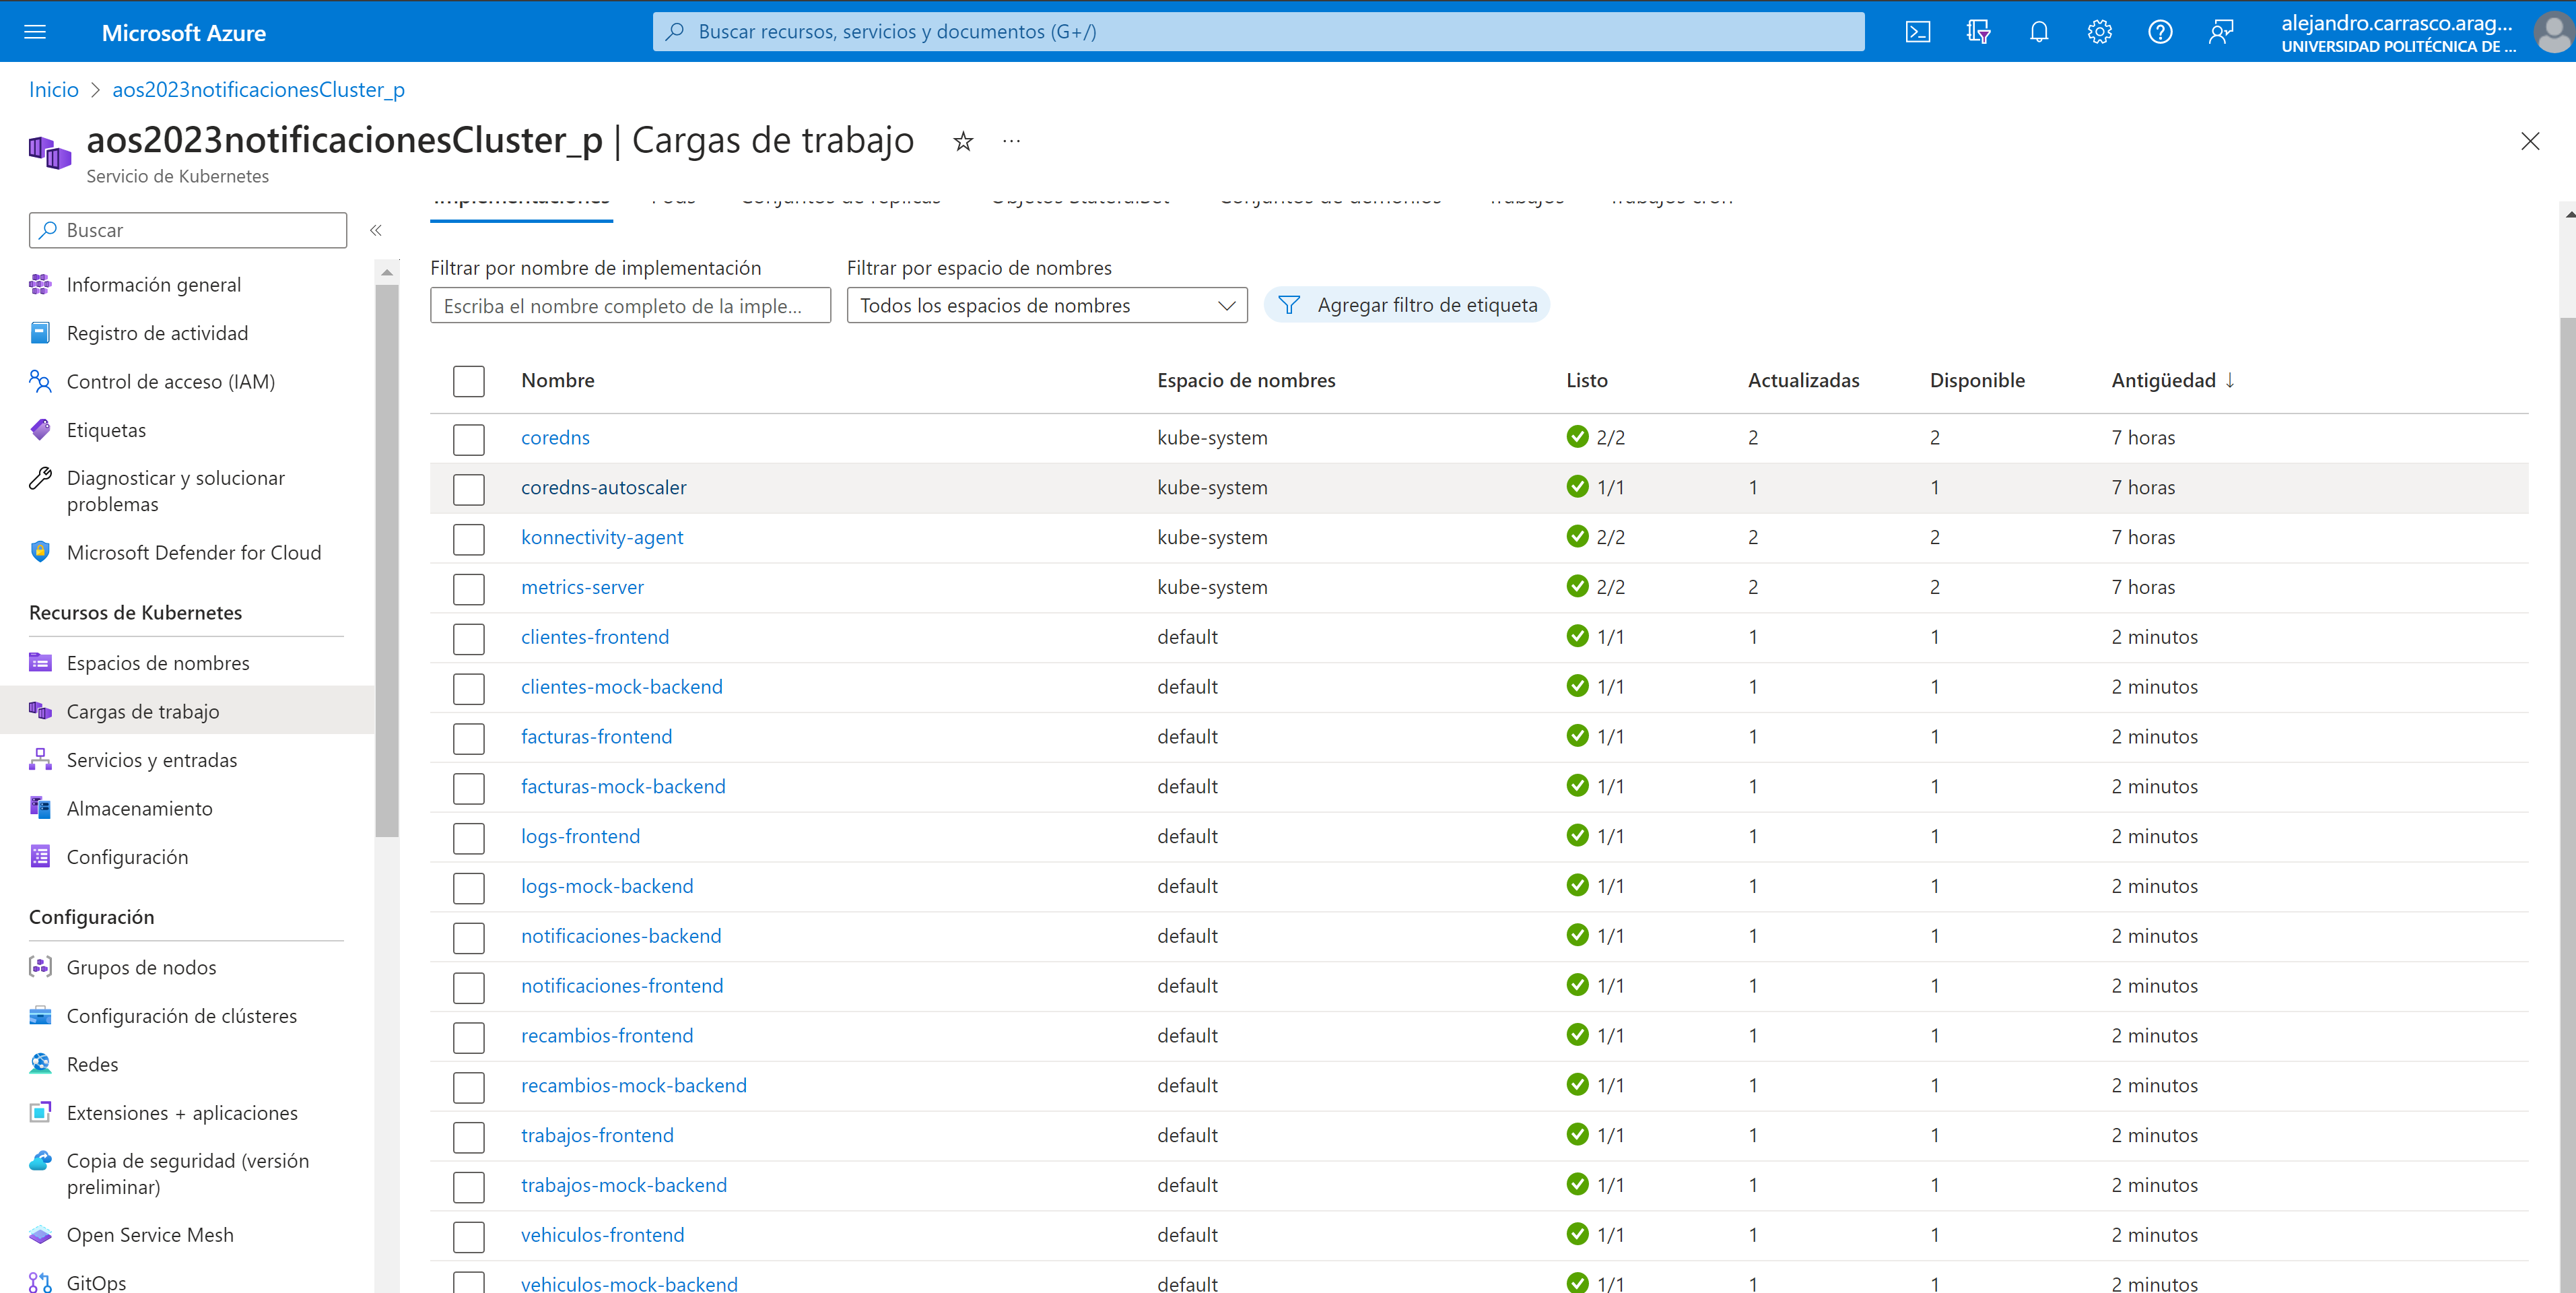 Microsoft Azure
Buscar recursos, servicios y documentos (G+/)
alejandro.carrasco.arag...
UNIVERSIDAD POLITÉCNICA DE ...
Inicio > aos2023notificacionesCluster_p
aos2023notificacionesCluster_p | Cargas de trabajo
Servicio de Kubernetes
Buscar
Información general
Registro de actividad
Control de acceso (IAM)
Etiquetas
Diagnosticar y solucionar
problemas
Microsoft Defender for Cloud
Recursos de Kubernetes
Espacios de nombres
Cargas de trabajo
Servicios y entradas
Almacenamiento
Configuración
Configuración
Grupos de nodos
Configuración de clústeres
Redes
Extensiones + aplicaciones
Copia de seguridad (versión
preliminar)
Open Service Mesh
GitOps
Implementaciones Pods Conjuntos de réplicas Objetos StatefulSet Conjuntos de demonios Trabajos Trabajos cron
Filtrar por nombre de implementación Filtrar por espacio de nombres
Escriba el nombre completo de la imple... Todos los espacios de nombres Agregar filtro de etiqueta
Nombre Espacio de nombres Listo Actualizadas Disponible Antigüedad ↓
coredns kube-system 2/2 2 2 7 horas
coredns-autoscaler kube-system 1/1 1 1 7 horas
konnectivity-agent kube-system 2/2 2 2 7 horas
metrics-server kube-system 2/2 2 2 7 horas
clientes-frontend default 1/1 1 1 2 minutos
clientes-mock-backend default 1/1 1 1 2 minutos
facturas-frontend default 1/1 1 1 2 minutos
facturas-mock-backend default 1/1 1 1 2 minutos
logs-frontend default 1/1 1 1 2 minutos
logs-mock-backend default 1/1 1 1 2 minutos
notificaciones-backend default 1/1 1 1 2 minutos
notificaciones-frontend default 1/1 1 1 2 minutos
recambios-frontend default 1/1 1 1 2 minutos
recambios-mock-backend default 1/1 1 1 2 minutos
trabajos-frontend default 1/1 1 1 2 minutos
trabajos-mock-backend default 1/1 1 1 2 minutos
vehiculos-frontend default 1/1 1 1 2 minutos
vehiculos-mock-backend default 1/1 1 1 2 minutos